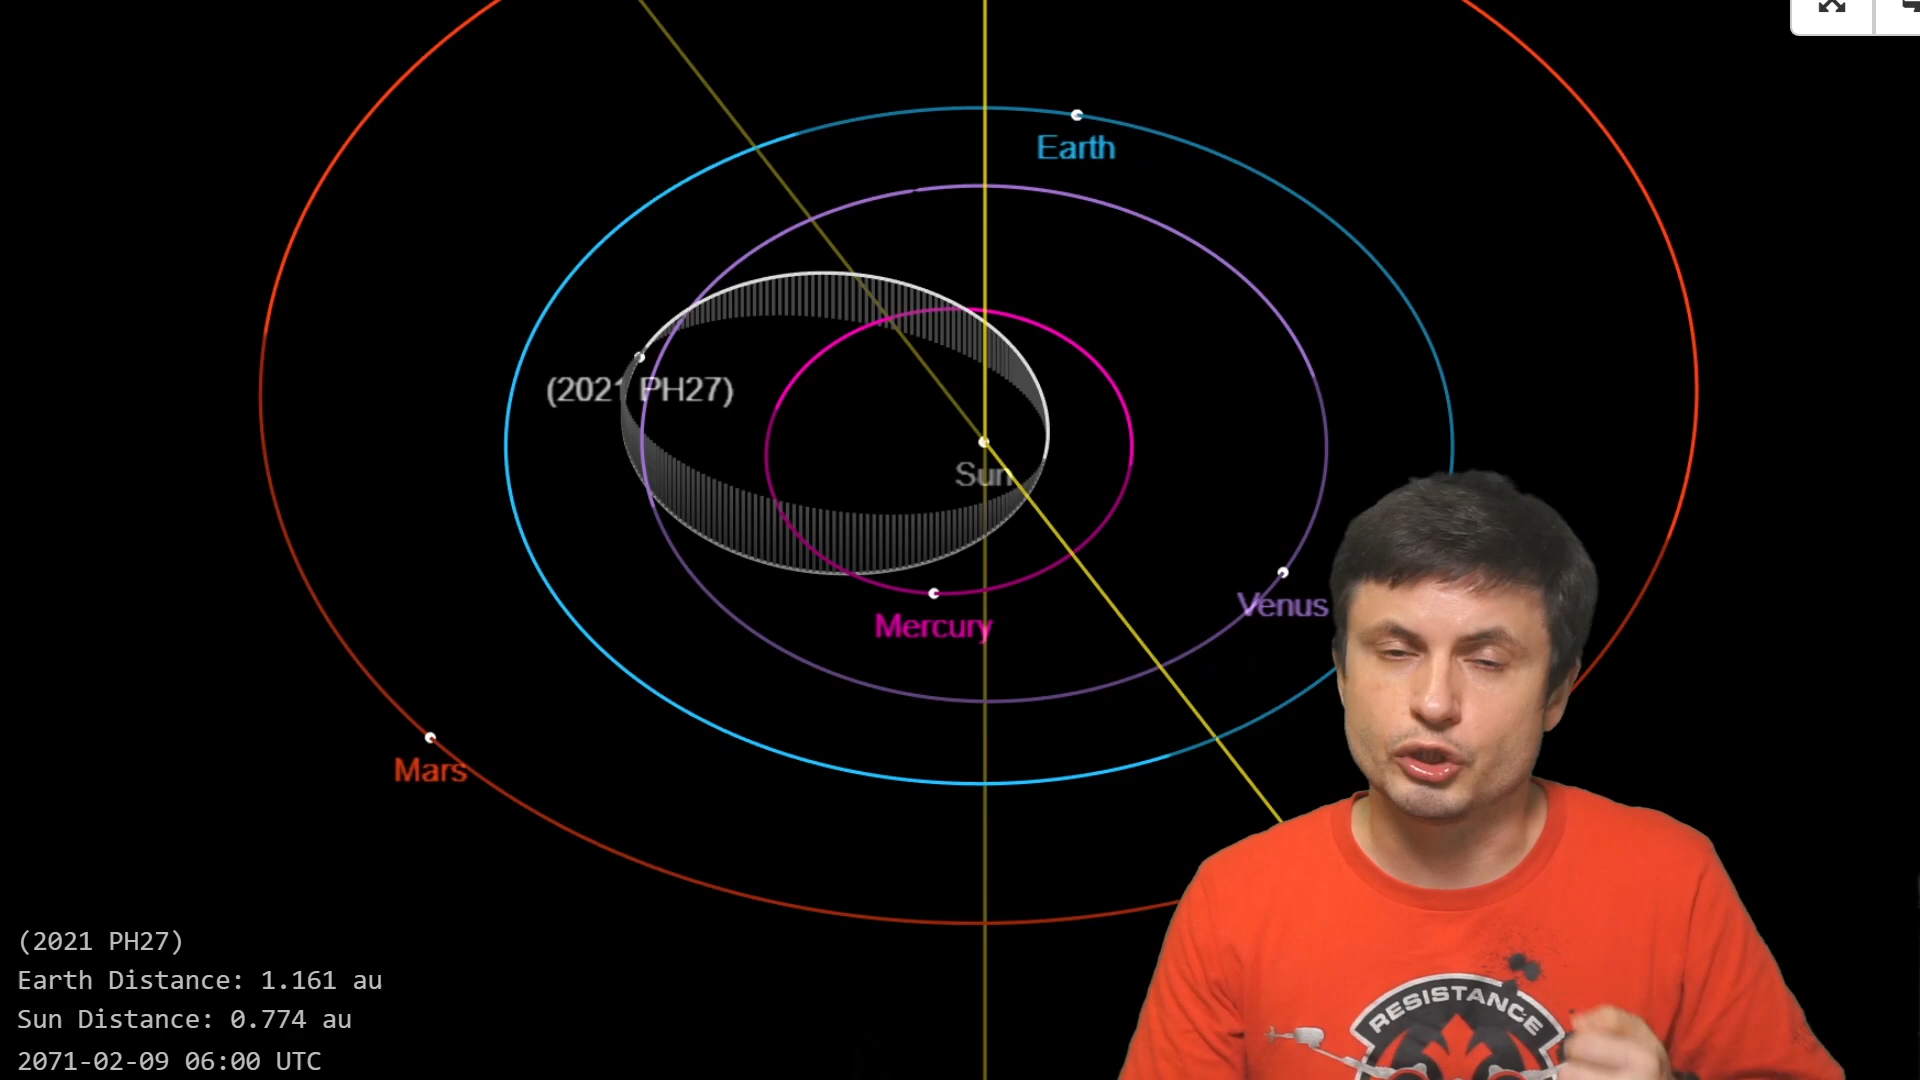 Earth
(2021 PH27)
Sun
Mercury
Venus
Mars
RESISTANCE
(2021 PH27)
Earth Distance: 1.161 au
Sun Distance: 0.774 au
2071-02-09 06:00 UTC